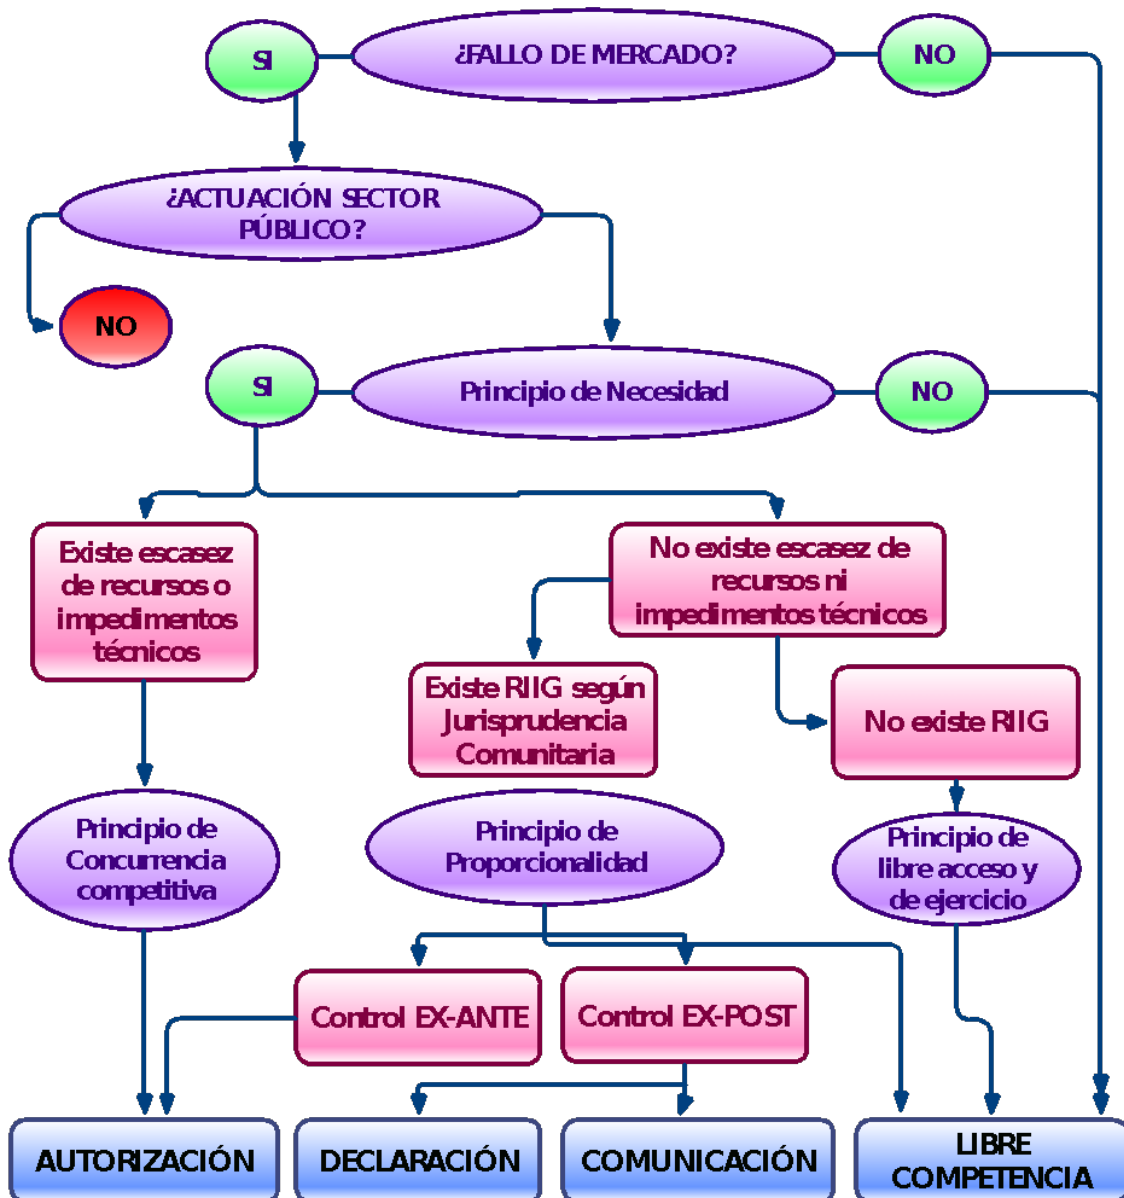 SI
¿FALLO DE MERCADO?
NO
¿ACTUACIÓN SECTOR
PÚBLICO?
NO
SI
Principio de Necesidad
NO
Existe escasez
de recursos o
impedimentos
técnicos
No existe escasez de
recursos ni
impedimentos técnicos
Existe RIIG según
Jurisprudencia
Comunitaria
No existe RIIG
Principio de
Concurrencia
competitiva
Principio de
Proporcionalidad
Principio de
libre acceso y
de ejercicio
Control EX-ANTE
Control EX-POST
AUTORIZACIÓN
DECLARACIÓN
COMUNICACIÓN
LIBRE
COMPETENCIA